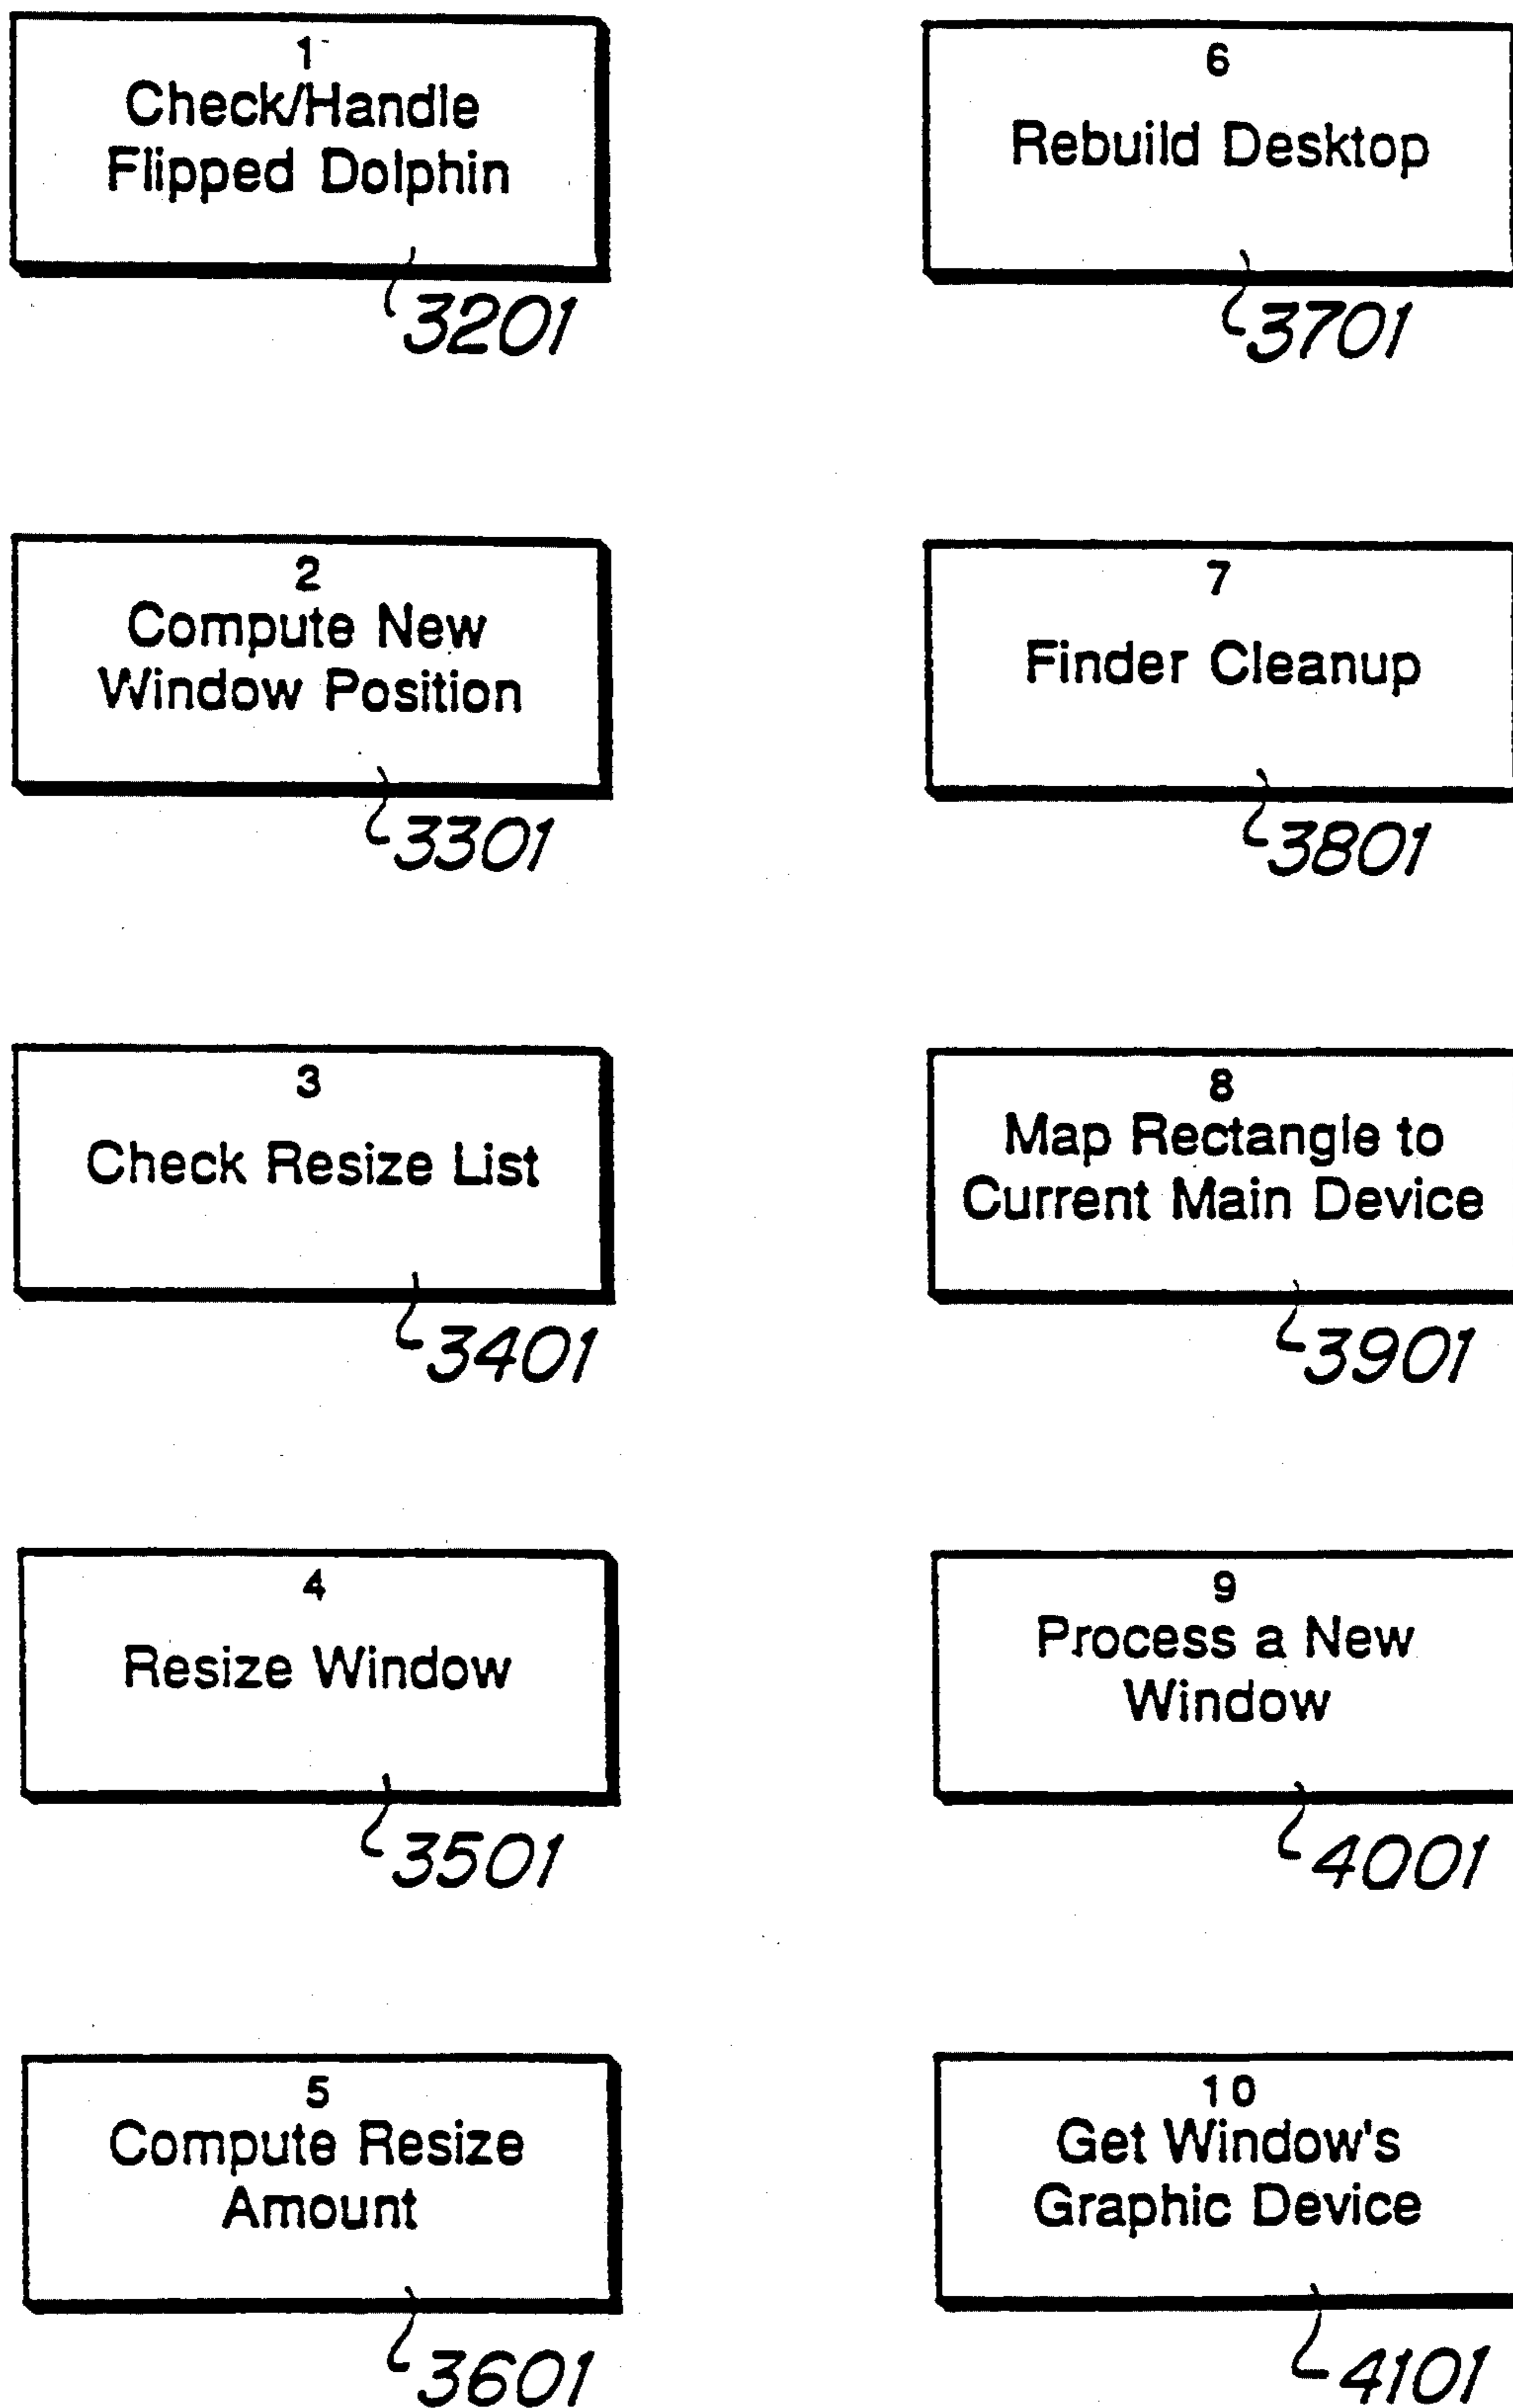 1
Check/Handle
Flipped Dolphin
3201
2
Compute New
Window Position
3301
3
Check Resize List
3401
4
Resize Window
3501
5
Compute Resize
Amount
3601
6
Rebuild Desktop
3701
7
Finder Cleanup
3801
8
Map Rectangle to
Current Main Device
3901
9
Process a New
Window
4001
10
Get Window's
Graphic Device
4101